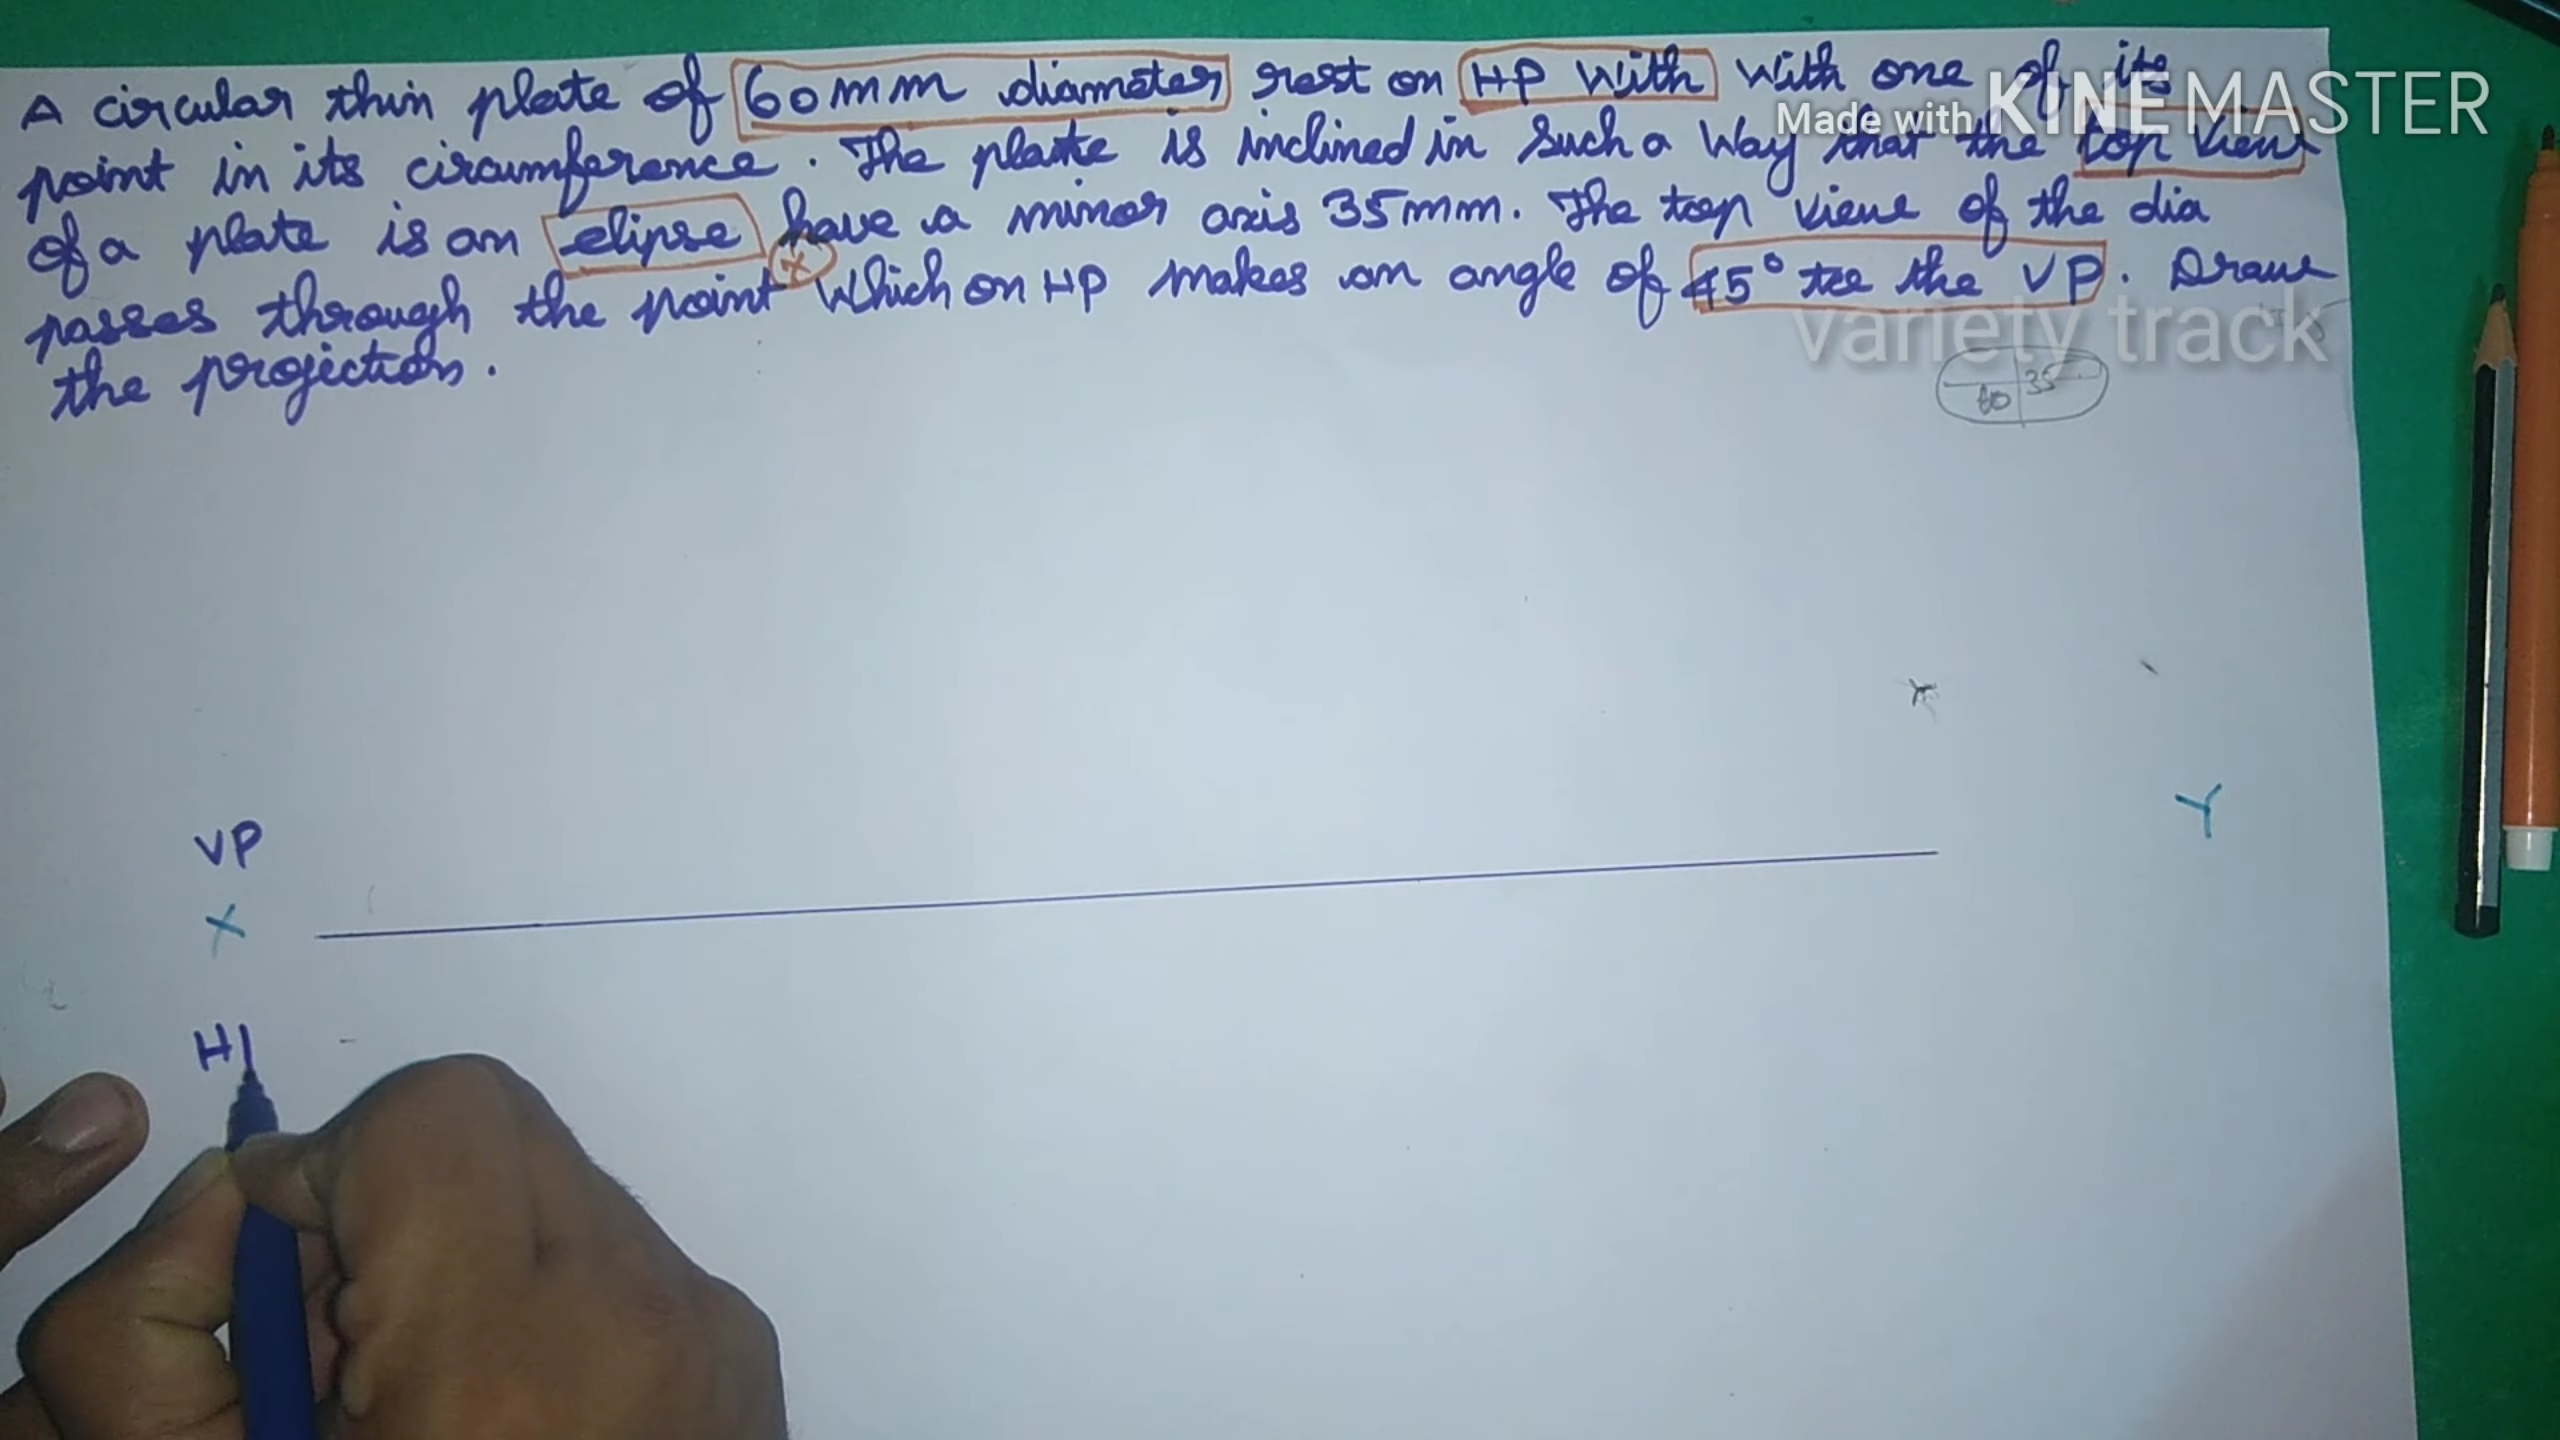 A circular thin plate of 60mm diameter rest on HP With With one of its
Made with KINEMASTER
point in its circumference. The plate is inclined in Such a Way that the top View
of a plate is an elipse have a minor axis 35mm. The top view of the dia
x
passes through the point Which on HP makes an angle of 45° to the VP. Draw
variety track
the projection.
60 35
Y
VP
X
H